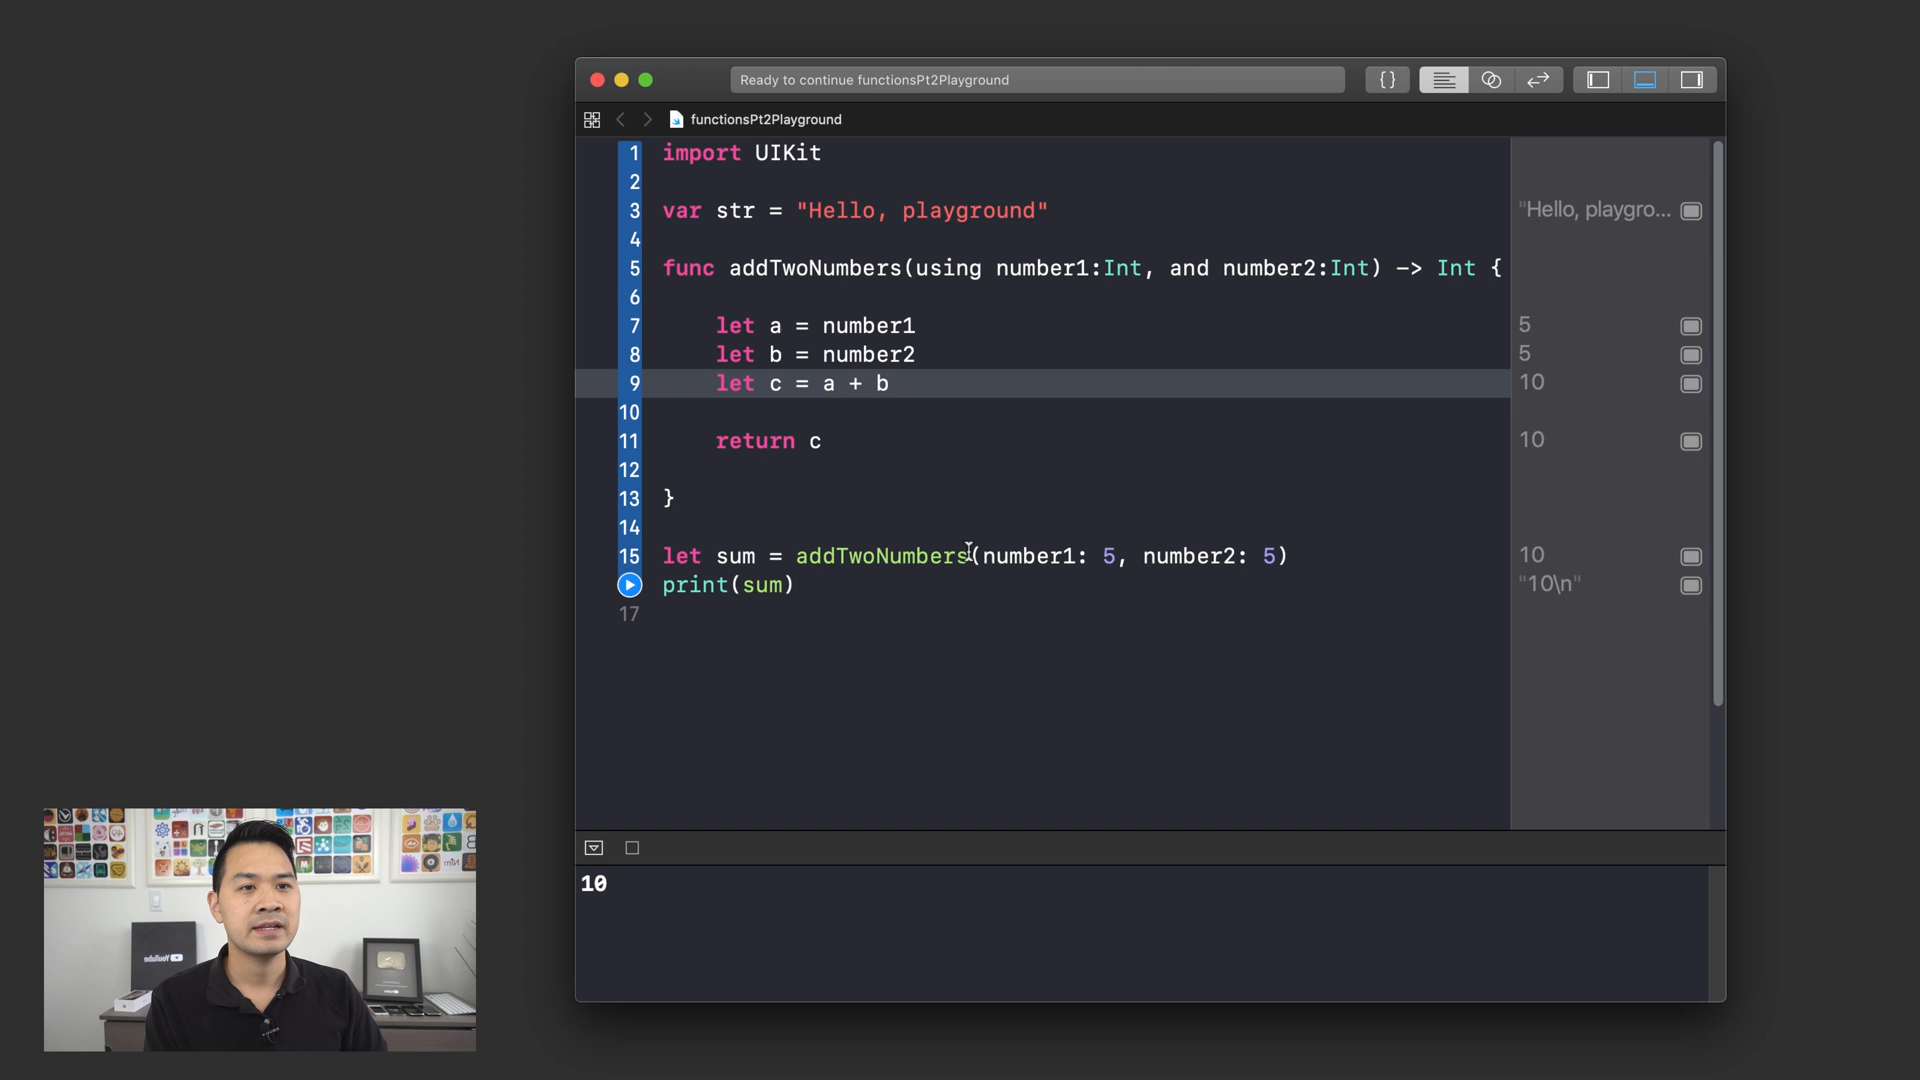 Ready to continue functionsPt2Playground
{}
functionsPt2Playground
1 import UIKit
2
3 var str = "Hello, playground" "Hello, playgro...
4
5 func addTwoNumbers(using number1:Int, and number2:Int) -> Int {
6
7 let a = number1 5
8 let b = number2 5
9 let c = a + b 10
10
11 return c 10
12
13 }
14
15 let sum = addTwoNumbers(number1: 5, number2: 5) 10
print(sum) "10\n"
17
10
YouTube